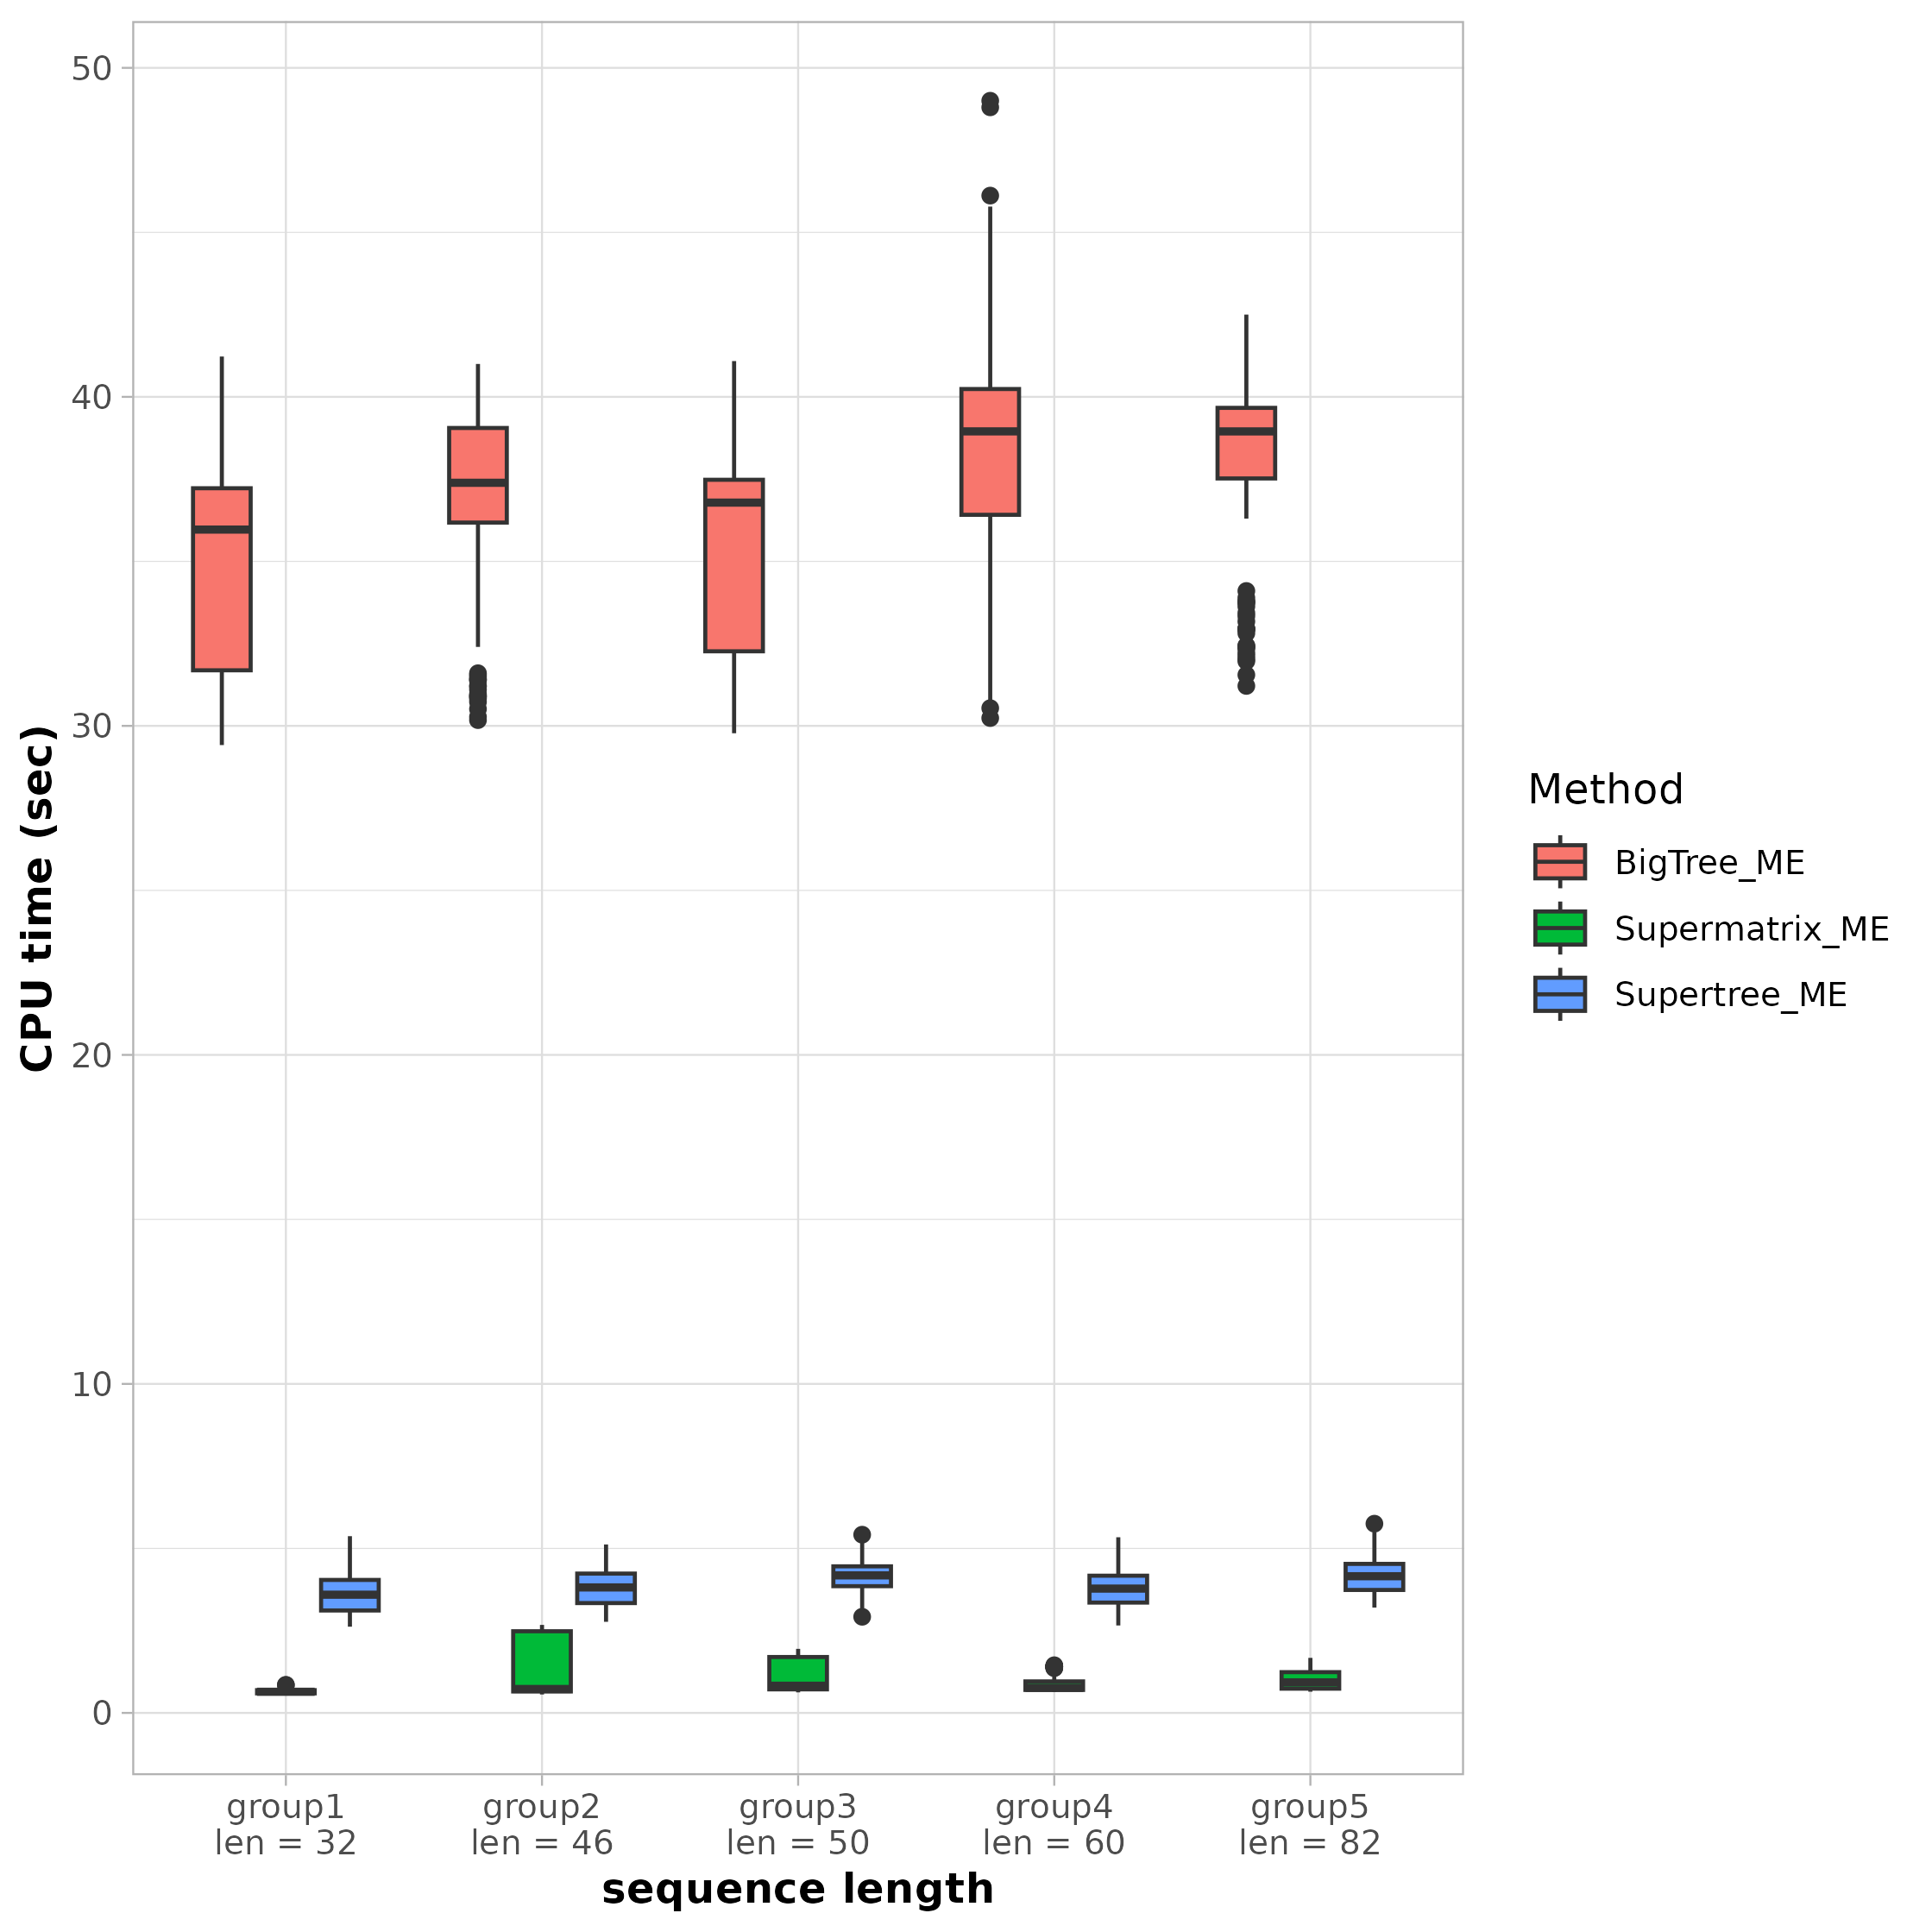 50
40
30
20
10
0
CPU time (sec)
group1
len = 32
group2
len = 46
group3
len = 50
group4
len = 60
group5
len = 82
sequence length
Method
BigTree_ME
Supermatrix_ME
Supertree_ME